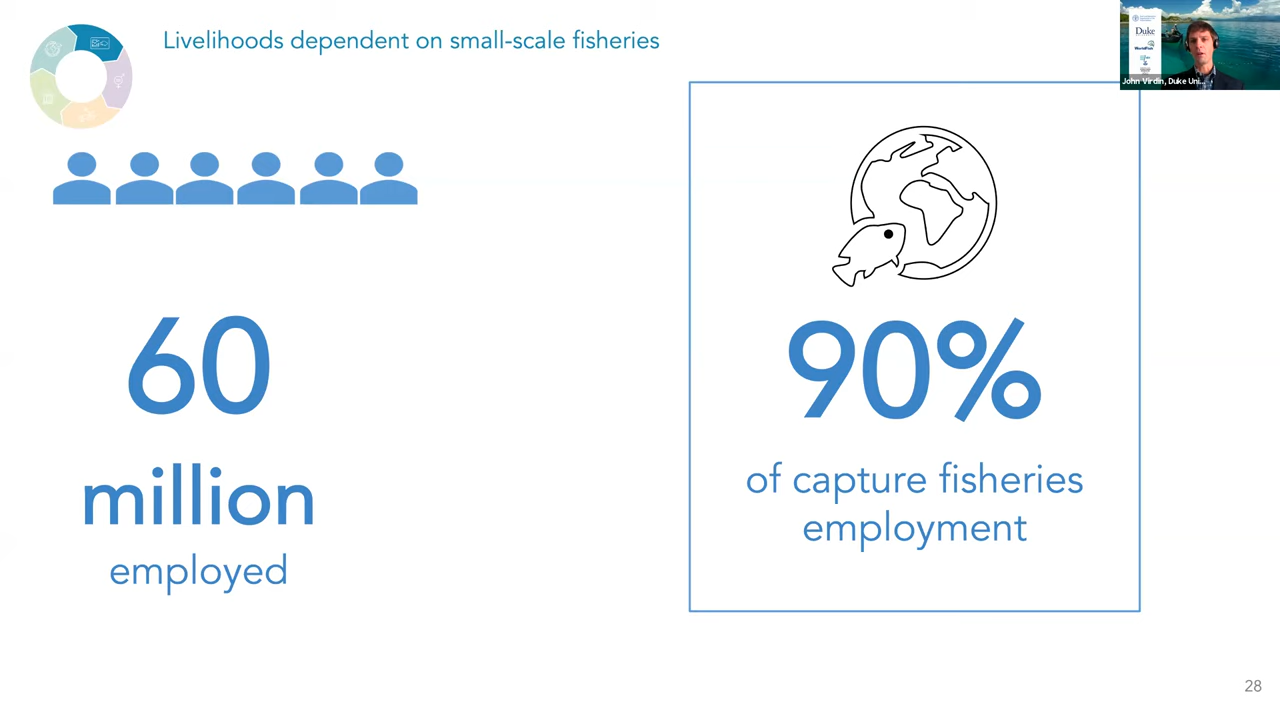 Livelihoods dependent on small-scale fisheries
Duke
WorldFish
John Virdin, Duke Uni...
60
million
employed
90%
of capture fisheries
employment
28